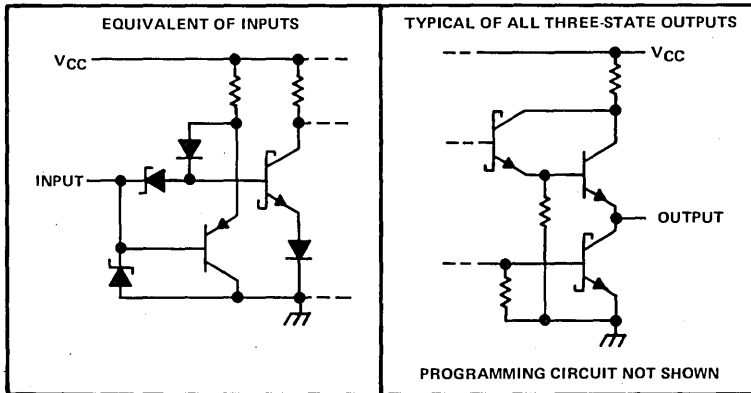 EQUIVALENT OF INPUTS
VCC
INPUT
TYPICAL OF ALL THREE-STATE OUTPUTS
VCC
OUTPUT
PROGRAMMING CIRCUIT NOT SHOWN